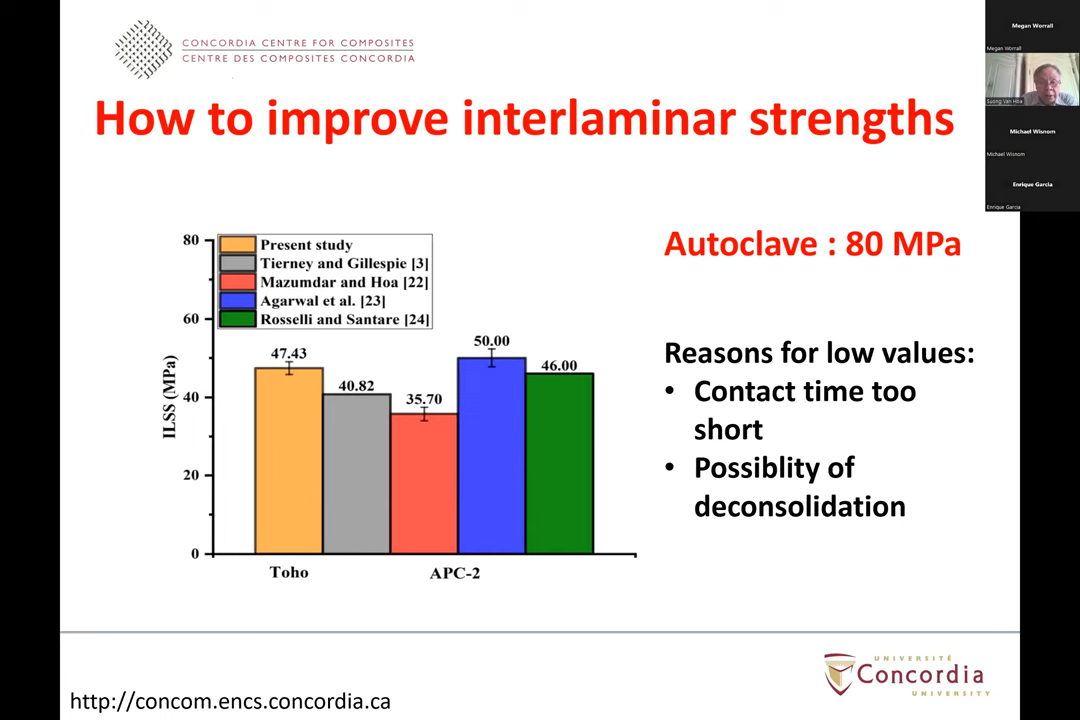 CONCORDIA CENTRE FOR COMPOSITES
CENTRE DES COMPOSITES CONCORDIA
How to improve interlaminar strengths
Megan Worrall
Megan Worrall
Suong Van Hoa
Michael Wisnom
Michael Wisnom
Enrique Garcia
Enrique Garcia
Autoclave : 80 MPa
Reasons for low values:
• Contact time too
short
• Possiblity of
deconsolidation
ILSS (MPa)
80
60
40
20
0
Present study
Tierney and Gillespie [3]
Mazumdar and Hoa [22]
Agarwal et al. [23]
Rosselli and Santare [24]
47.43
40.82
35.70
50.00
46.00
Toho
APC-2
http://concom.encs.concordia.ca
UNIVERSITÉ
Concordia
UNIVERSITY